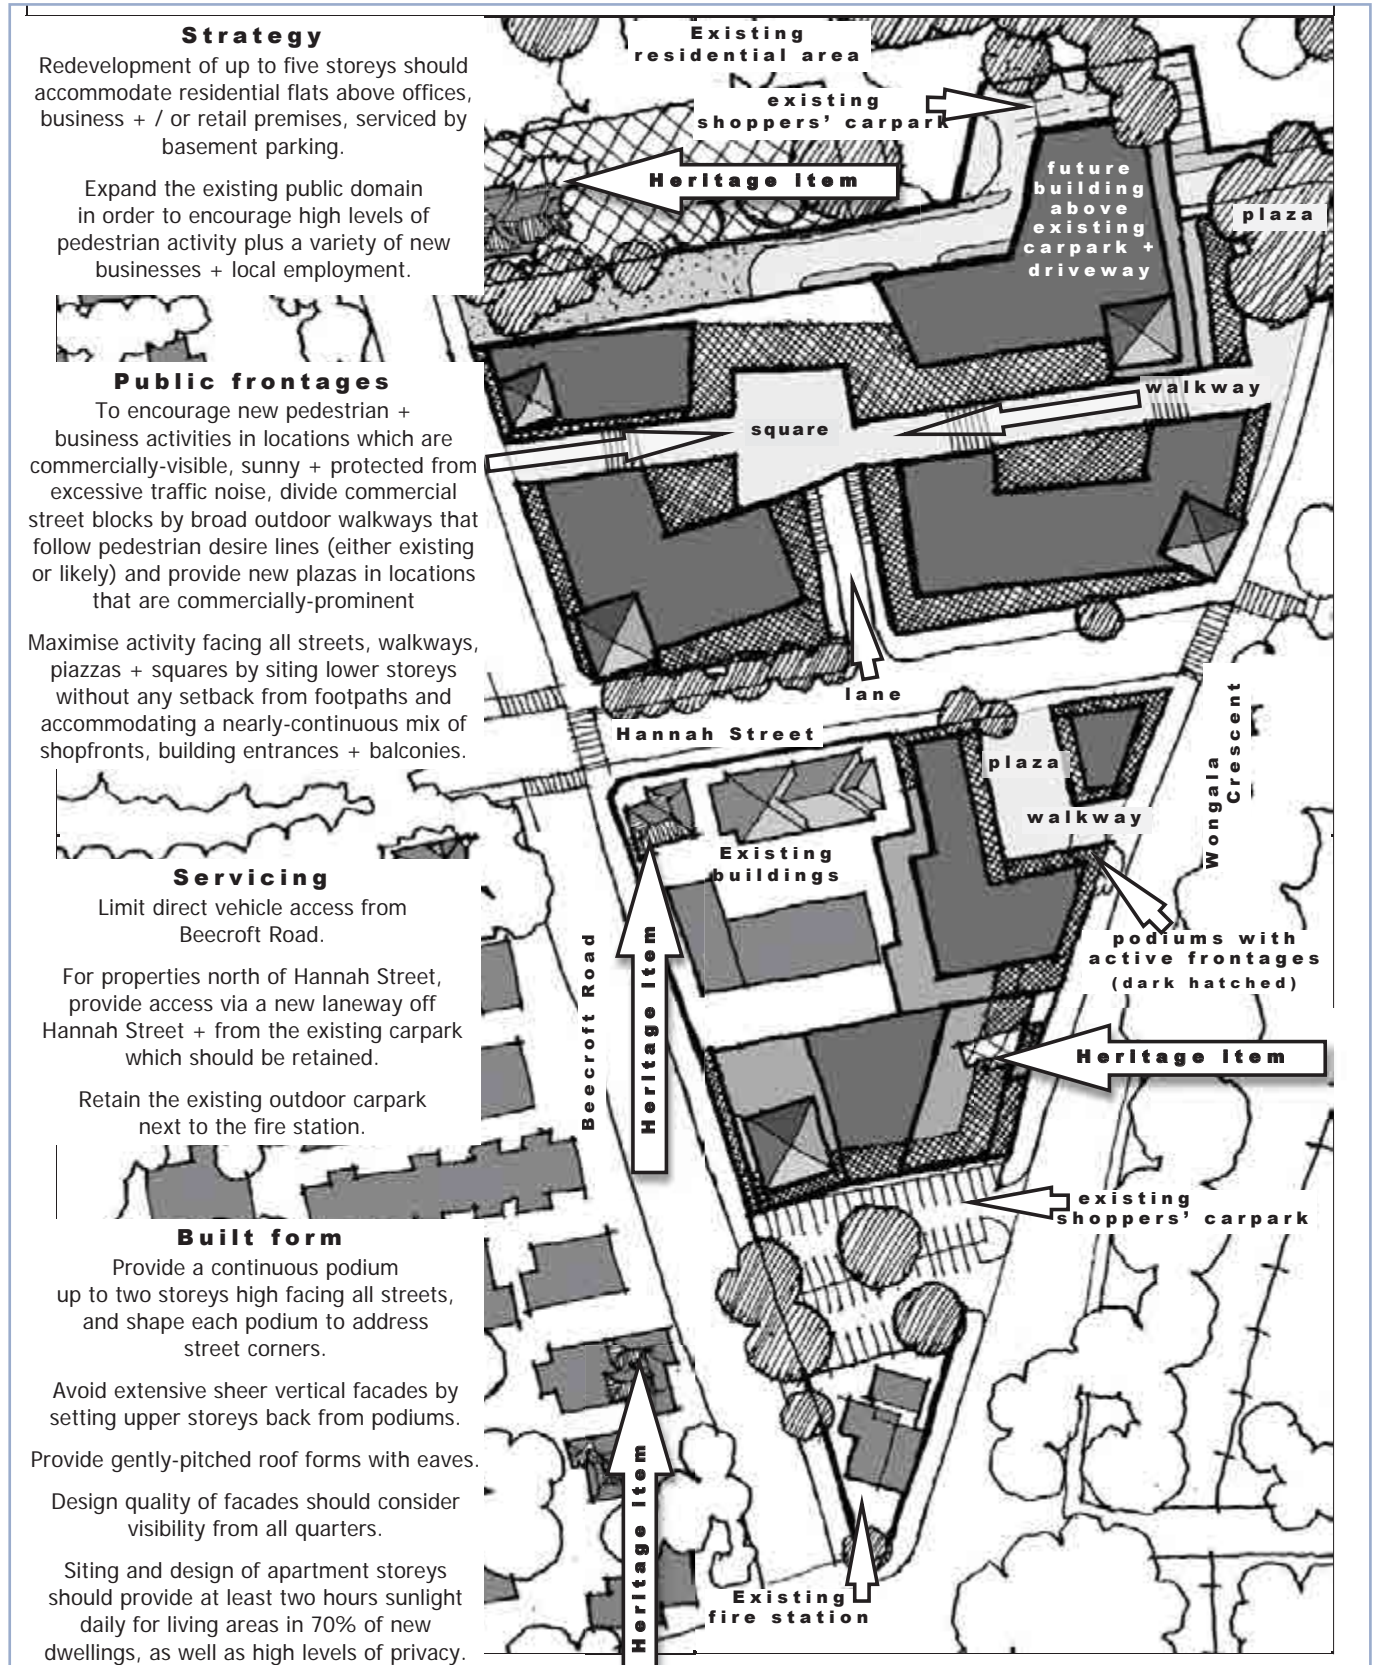 Strategy
Redevelopment of up to five storeys should
accommodate residential flats above offices,
business + / or retail premises, serviced by
basement parking.
Expand the existing public domain
in order to encourage high levels of
pedestrian activity plus a variety of new
businesses + local employment.
Public frontages
To encourage new pedestrian +
business activities in locations which are
commercially-visible, sunny + protected from
excessive traffic noise, divide commercial
street blocks by broad outdoor walkways that
follow pedestrian desire lines (either existing
or likely) and provide new plazas in locations
that are commercially-prominent
Maximise activity facing all streets, walkways,
piazzas + squares by siting lower storeys
without any setback from footpaths and
accommodating a nearly-continuous mix of
shopfronts, building entrances + balconies.
Servicing
Limit direct vehicle access from
Beecroft Road.
For properties north of Hannah Street,
provide access via a new laneway off
Hannah Street + from the existing carpark
which should be retained.
Retain the existing outdoor carpark
next to the fire station.
Built form
Provide a continuous podium
up to two storeys high facing all streets,
and shape each podium to address
street corners.
Avoid extensive sheer vertical facades by
setting upper storeys back from podiums.
Provide gently-pitched roof forms with eaves.
Design quality of facades should consider
visibility from all quarters.
Siting and design of apartment storeys
should provide at least two hours sunlight
daily for living areas in 70% of new
dwellings, as well as high levels of privacy.
Existing
residential area
existing
shoppers' carpark
Heritage item
future
building
above
existing
carpark +
driveway
plaza
walkway
square
lane
Hannah Street
plaza
walkway
Wongala
Crescent
Existing
buildings
Beecroft Road
Heritage item
podiums with
active frontages
(dark hatched)
Heritage item
existing
shoppers' carpark
Heritage item
Existing
fire station